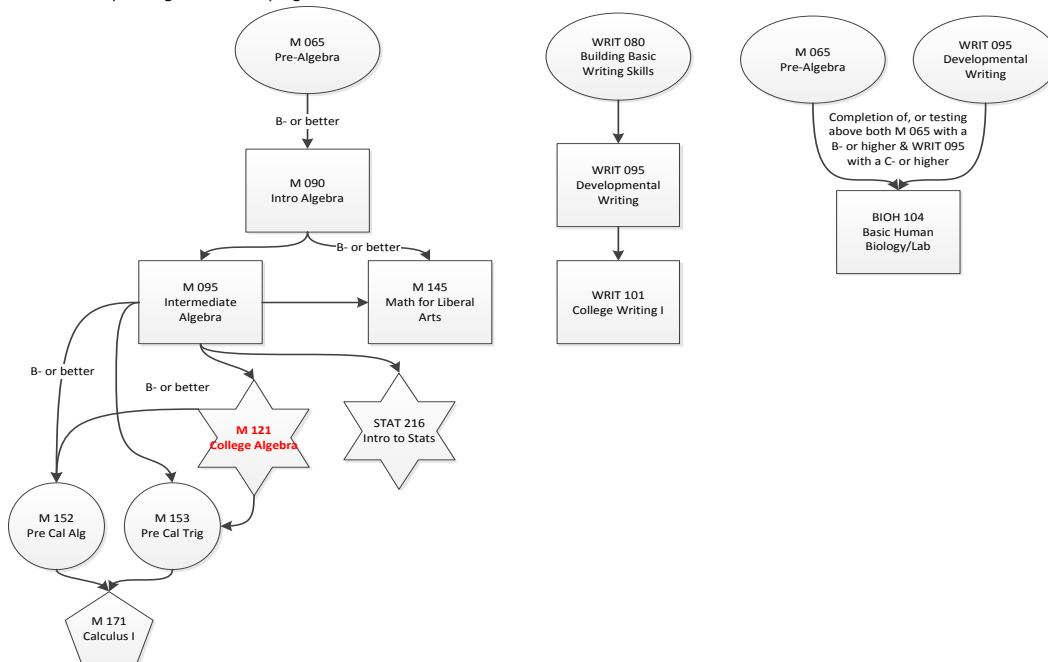 M 065
Pre-Algebra
B- or better
M 090
Intro Algebra
B- or better
M 095
Intermediate
Algebra
M 145
Math for Liberal
Arts
B- or better
B- or better
M 121
College Algebra
STAT 216
Intro to Stats
M 152
Pre Cal Alg
M 153
Pre Cal Trig
M 171
Calculus I
WRIT 080
Building Basic
Writing Skills
WRIT 095
Developmental
Writing
WRIT 101
College Writing I
M 065
Pre-Algebra
WRIT 095
Developmental
Writing
Completion of, or testing
above both M 065 with a
B- or higher & WRIT 095
with a C- or higher
BIOH 104
Basic Human
Biology/Lab